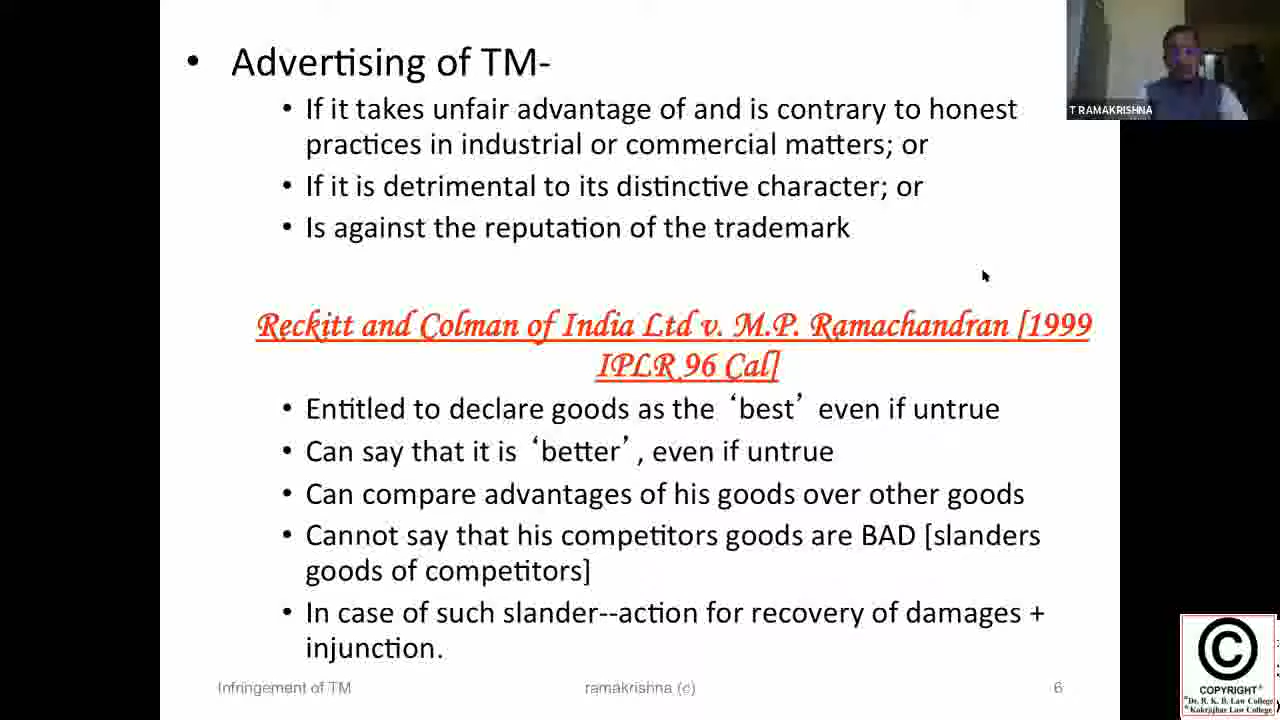 • Advertising of TM-
• If it takes unfair advantage of and is contrary to honest
practices in industrial or commercial matters; or
• If it is detrimental to its distinctive character; or
• Is against the reputation of the trademark
T RAMAKRISHNA
Reckitt and Colman of India Ltd v. M.P. Ramachandran [1999
IPLR 96 Cal]
• Entitled to declare goods as the ‘best’ even if untrue
• Can say that it is ‘better’, even if untrue
• Can compare advantages of his goods over other goods
• Cannot say that his competitors goods are BAD [slanders
goods of competitors]
• In case of such slander--action for recovery of damages +
injunction.
Infringement of TM
ramakrishna (c)
6
©
COPYRIGHT
Dr. R. K. B. Law College
Kokrajhar Law College